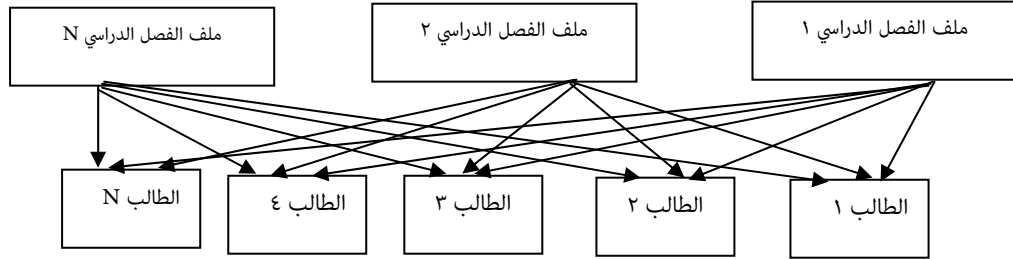 ملف الفصل الدراسي ١
ملف الفصل الدراسي ٢
ملف الفصل الدراسي N
الطالب ١
الطالب ٢
الطالب ٣
الطالب ٤
الطالب N